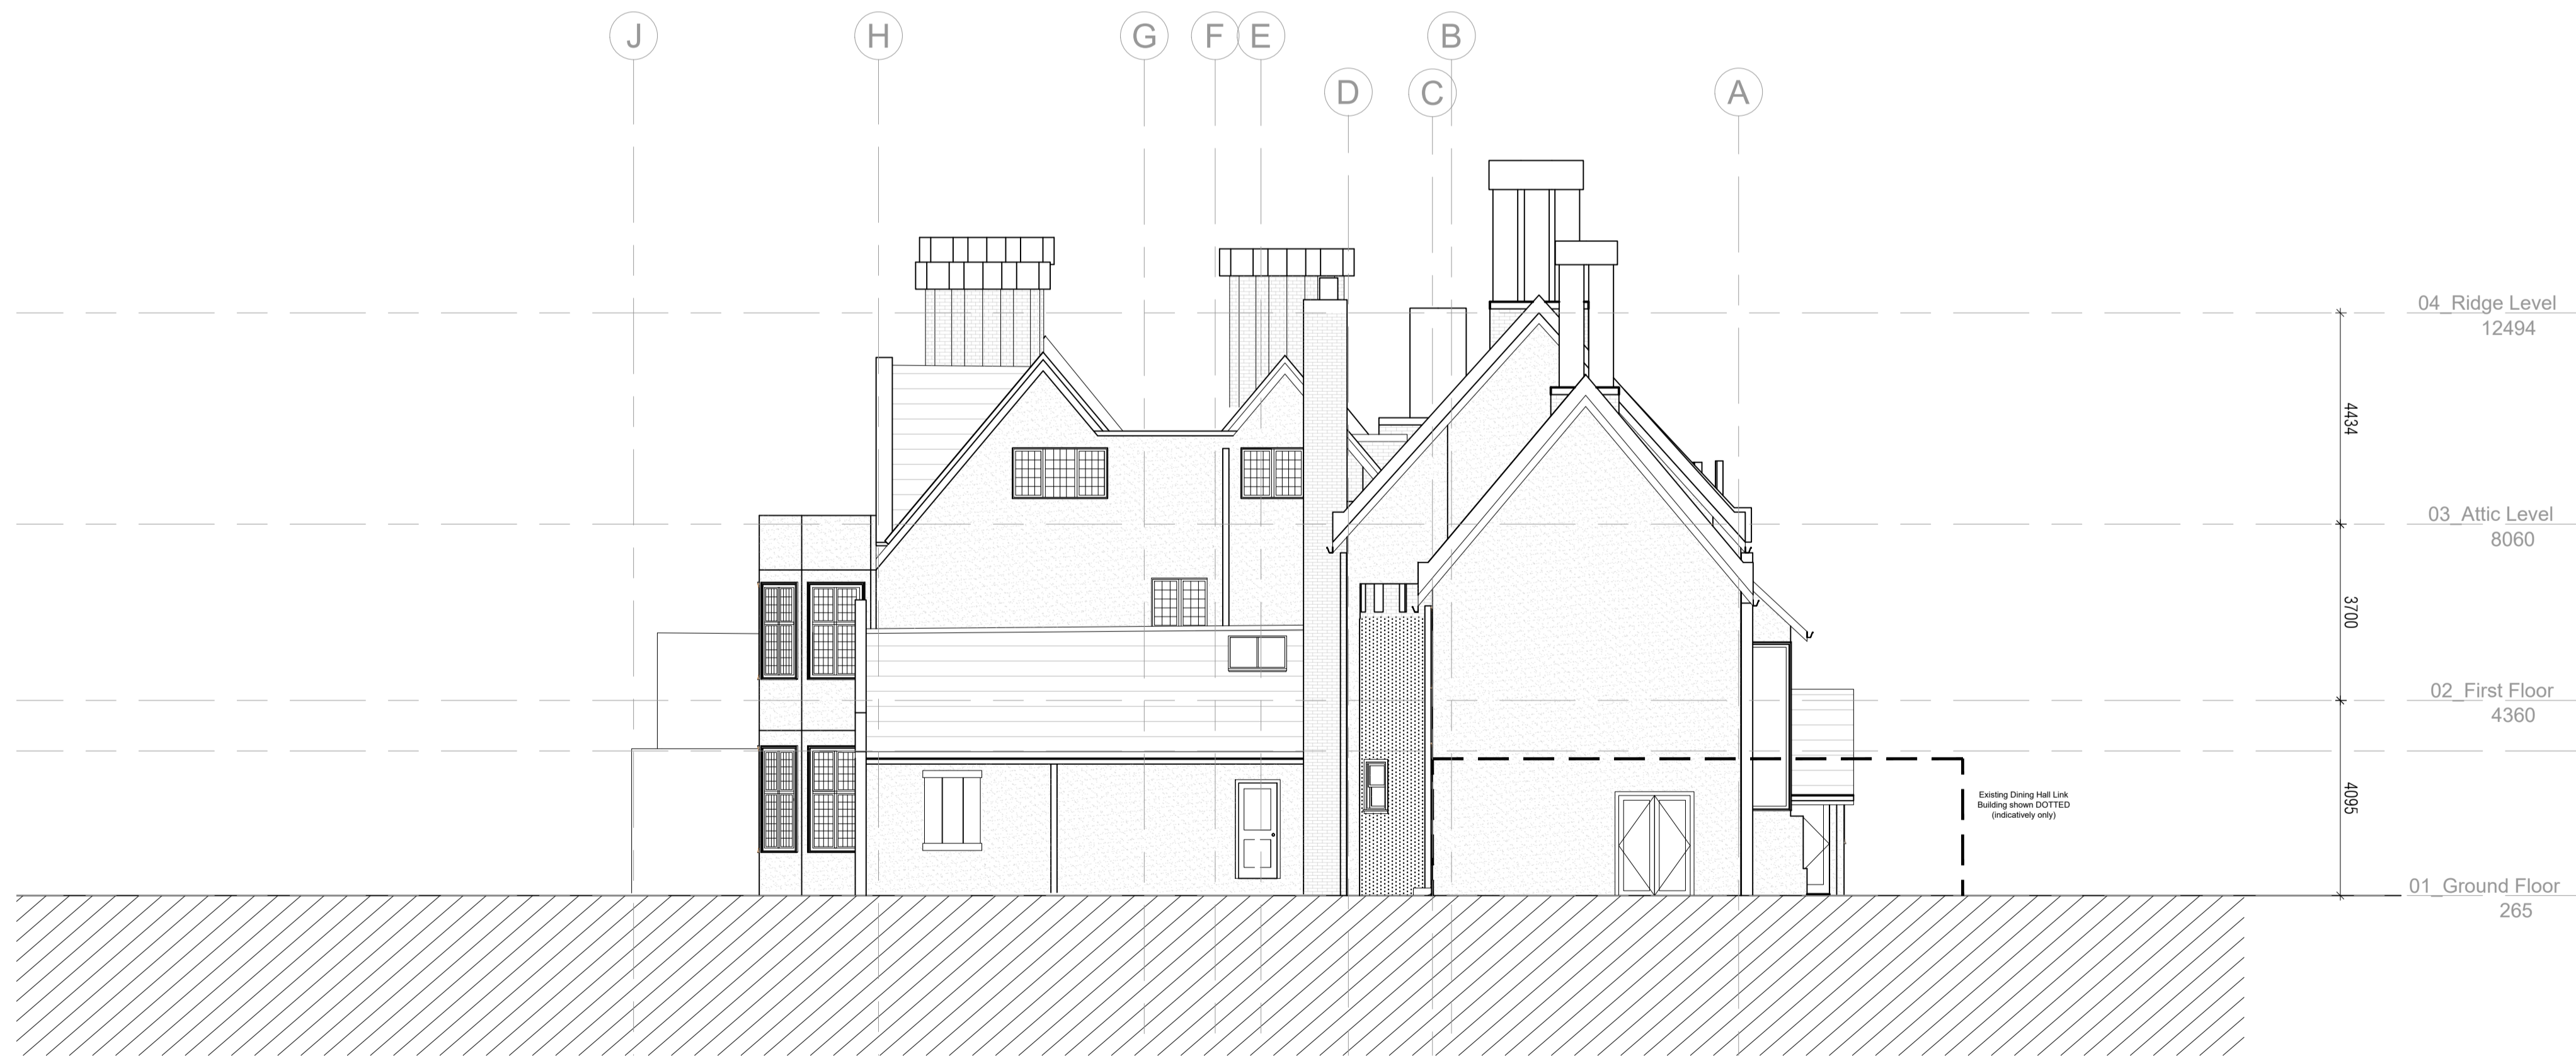 J
H
G
F
E
B
D
C
A
04_Ridge Level
12494
4434
03_Attic Level
8060
3700
02_First Floor
4360
4095
Existing Dining Hall Link
Building shown DOTTED
(indicatively only)
01_Ground Floor
265